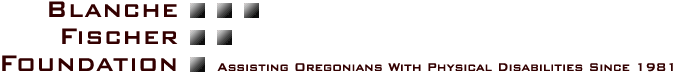 Blanche
Fischer
Foundation Assisting Oregonians With Physical Disabilities Since 1981